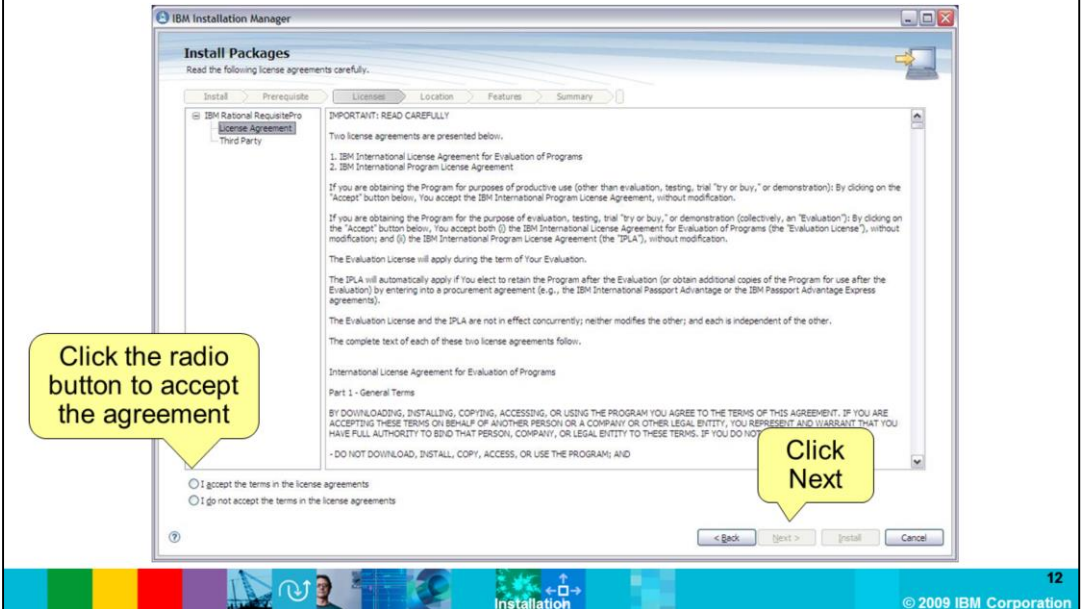 IBM Installation Manager
Install Packages
Read the following license agreements carefully.
Install Prerequisite Licenses Location Features Summary
IBM Rational RequisitePro
License Agreement
Third Party
IMPORTANT: READ CAREFULLY
Two license agreements are presented below.
1. IBM International License Agreement for Evaluation of Programs
2. IBM International Program License Agreement
If you are obtaining the Program for purposes of productive use (other than evaluation, testing, trial "try or buy," or demonstration): By clicking on the
"Accept" button below, You accept the IBM International Program License Agreement, without modification.
If you are obtaining the Program for the purpose of evaluation, testing, trial "try or buy," or demonstration (collectively, an "Evaluation"): By clicking on
the "Accept" button below, You accept both (i) the IBM International License Agreement for Evaluation of Programs (the "Evaluation License"), without
modification; and (ii) the IBM International Program License Agreement (the "IPLA"), without modification.
The Evaluation License will apply during the term of Your Evaluation.
The IPLA will automatically apply if You elect to retain the Program after the Evaluation (or obtain additional copies of the Program for use after the
Evaluation) by entering into a procurement agreement (e.g., the IBM International Passport Advantage or the IBM Passport Advantage Express
agreements).
The Evaluation License and the IPLA are not in effect concurrently; neither modifies the other; and each is independent of the other.
The complete text of each of these two license agreements follow.
International License Agreement for Evaluation of Programs
Part 1 - General Terms
BY DOWNLOADING, INSTALLING, COPYING, ACCESSING, OR USING THE PROGRAM YOU AGREE TO THE TERMS OF THIS AGREEMENT. IF YOU ARE
ACCEPTING THESE TERMS ON BEHALF OF ANOTHER PERSON OR A COMPANY OR OTHER LEGAL ENTITY, YOU REPRESENT AND WARRANT THAT YOU
HAVE FULL AUTHORITY TO BIND THAT PERSON, COMPANY, OR LEGAL ENTITY TO THESE TERMS. IF YOU DO NOT
- DO NOT DOWNLOAD, INSTALL, COPY, ACCESS, OR USE THE PROGRAM; AND
Click the radio
button to accept
the agreement
Click
Next
I accept the terms in the license agreements
I do not accept the terms in the license agreements
< Back Next > Install Cancel
12
Installation
© 2009 IBM Corporation